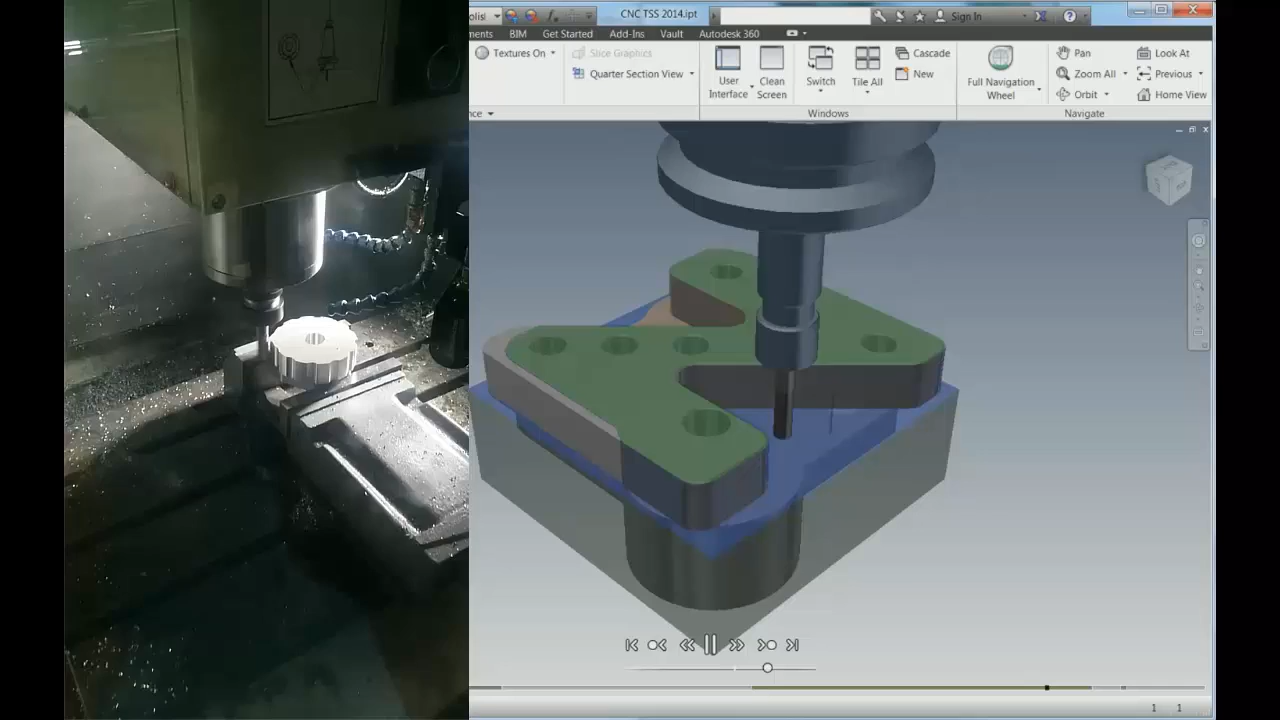 olisl
CNC TSS 2014.ipt
Sign In
ments
BIM
Get Started
Add-Ins
Vault
Autodesk 360
Textures On
Slice Graphics
Quarter Section View
User
Interface
Clean
Screen
Switch
Tile All
Cascade
New
Full Navigation
Wheel
Pan
Zoom All
Orbit
Look At
Previous
Home View
nce
Windows
Navigate
1 1